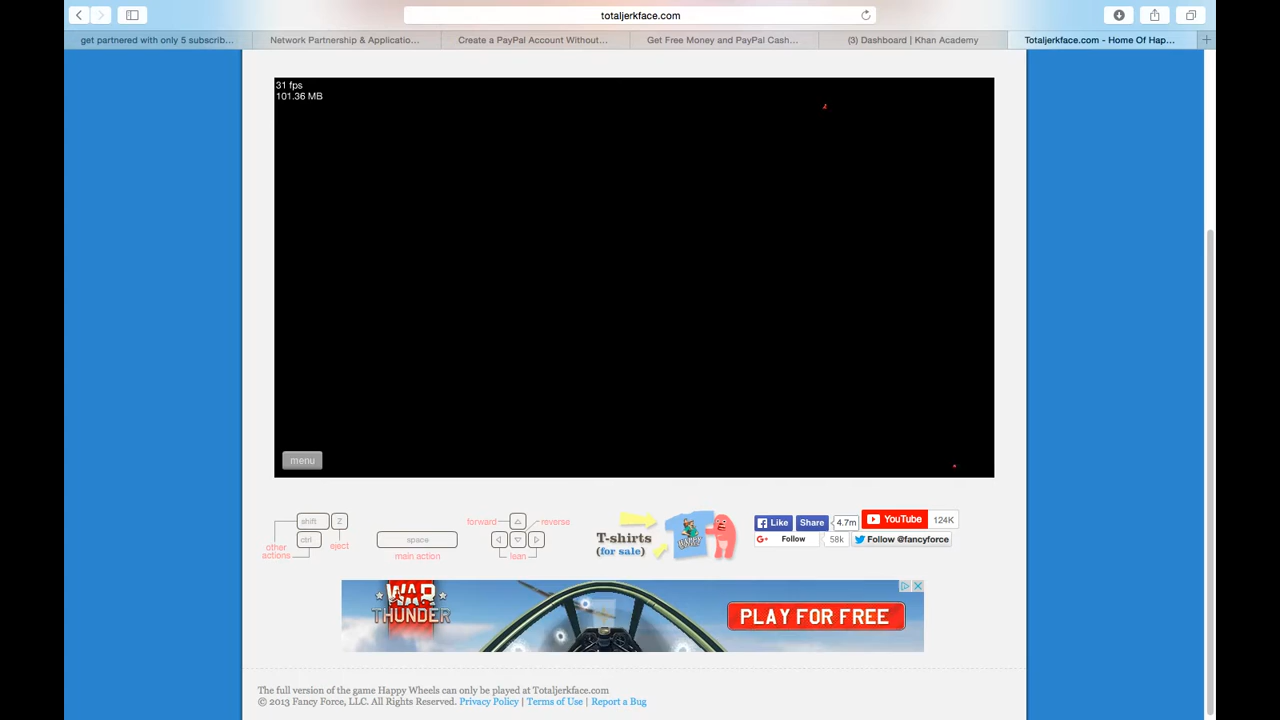 totaljerkface.com
get partnered with only 5 subscrib...
Network Partnership & Applicatio...
Create a PayPal Account Without...
Get Free Money and PayPal Cash...
(3) Dashboard | Khan Academy
Totaljerkface.com - Home Of Hap...
31 fps
101.36 MB
menu
shift
Z
ctrl
other
actions
eject
space
main action
forward
reverse
lean
T-shirts
(for sale)
Like
Share
4.7m
YouTube
124K
Follow
58k
Follow @fancyforce
WAR
THUNDER
PLAY FOR FREE
The full version of the game Happy Wheels can only be played at Totaljerkface.com
© 2013 Fancy Force, LLC. All Rights Reserved. Privacy Policy | Terms of Use | Report a Bug